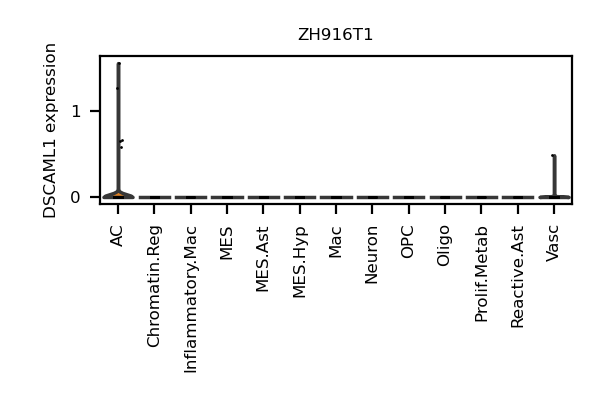 ZH916T1
DSCAML1 expression
1
0
AC
Chromatin.Reg
Inflammatory.Mac
MES
MES.Ast
MES.Hyp
Mac
Neuron
OPC
Oligo
Prolif.Metab
Reactive.Ast
Vasc